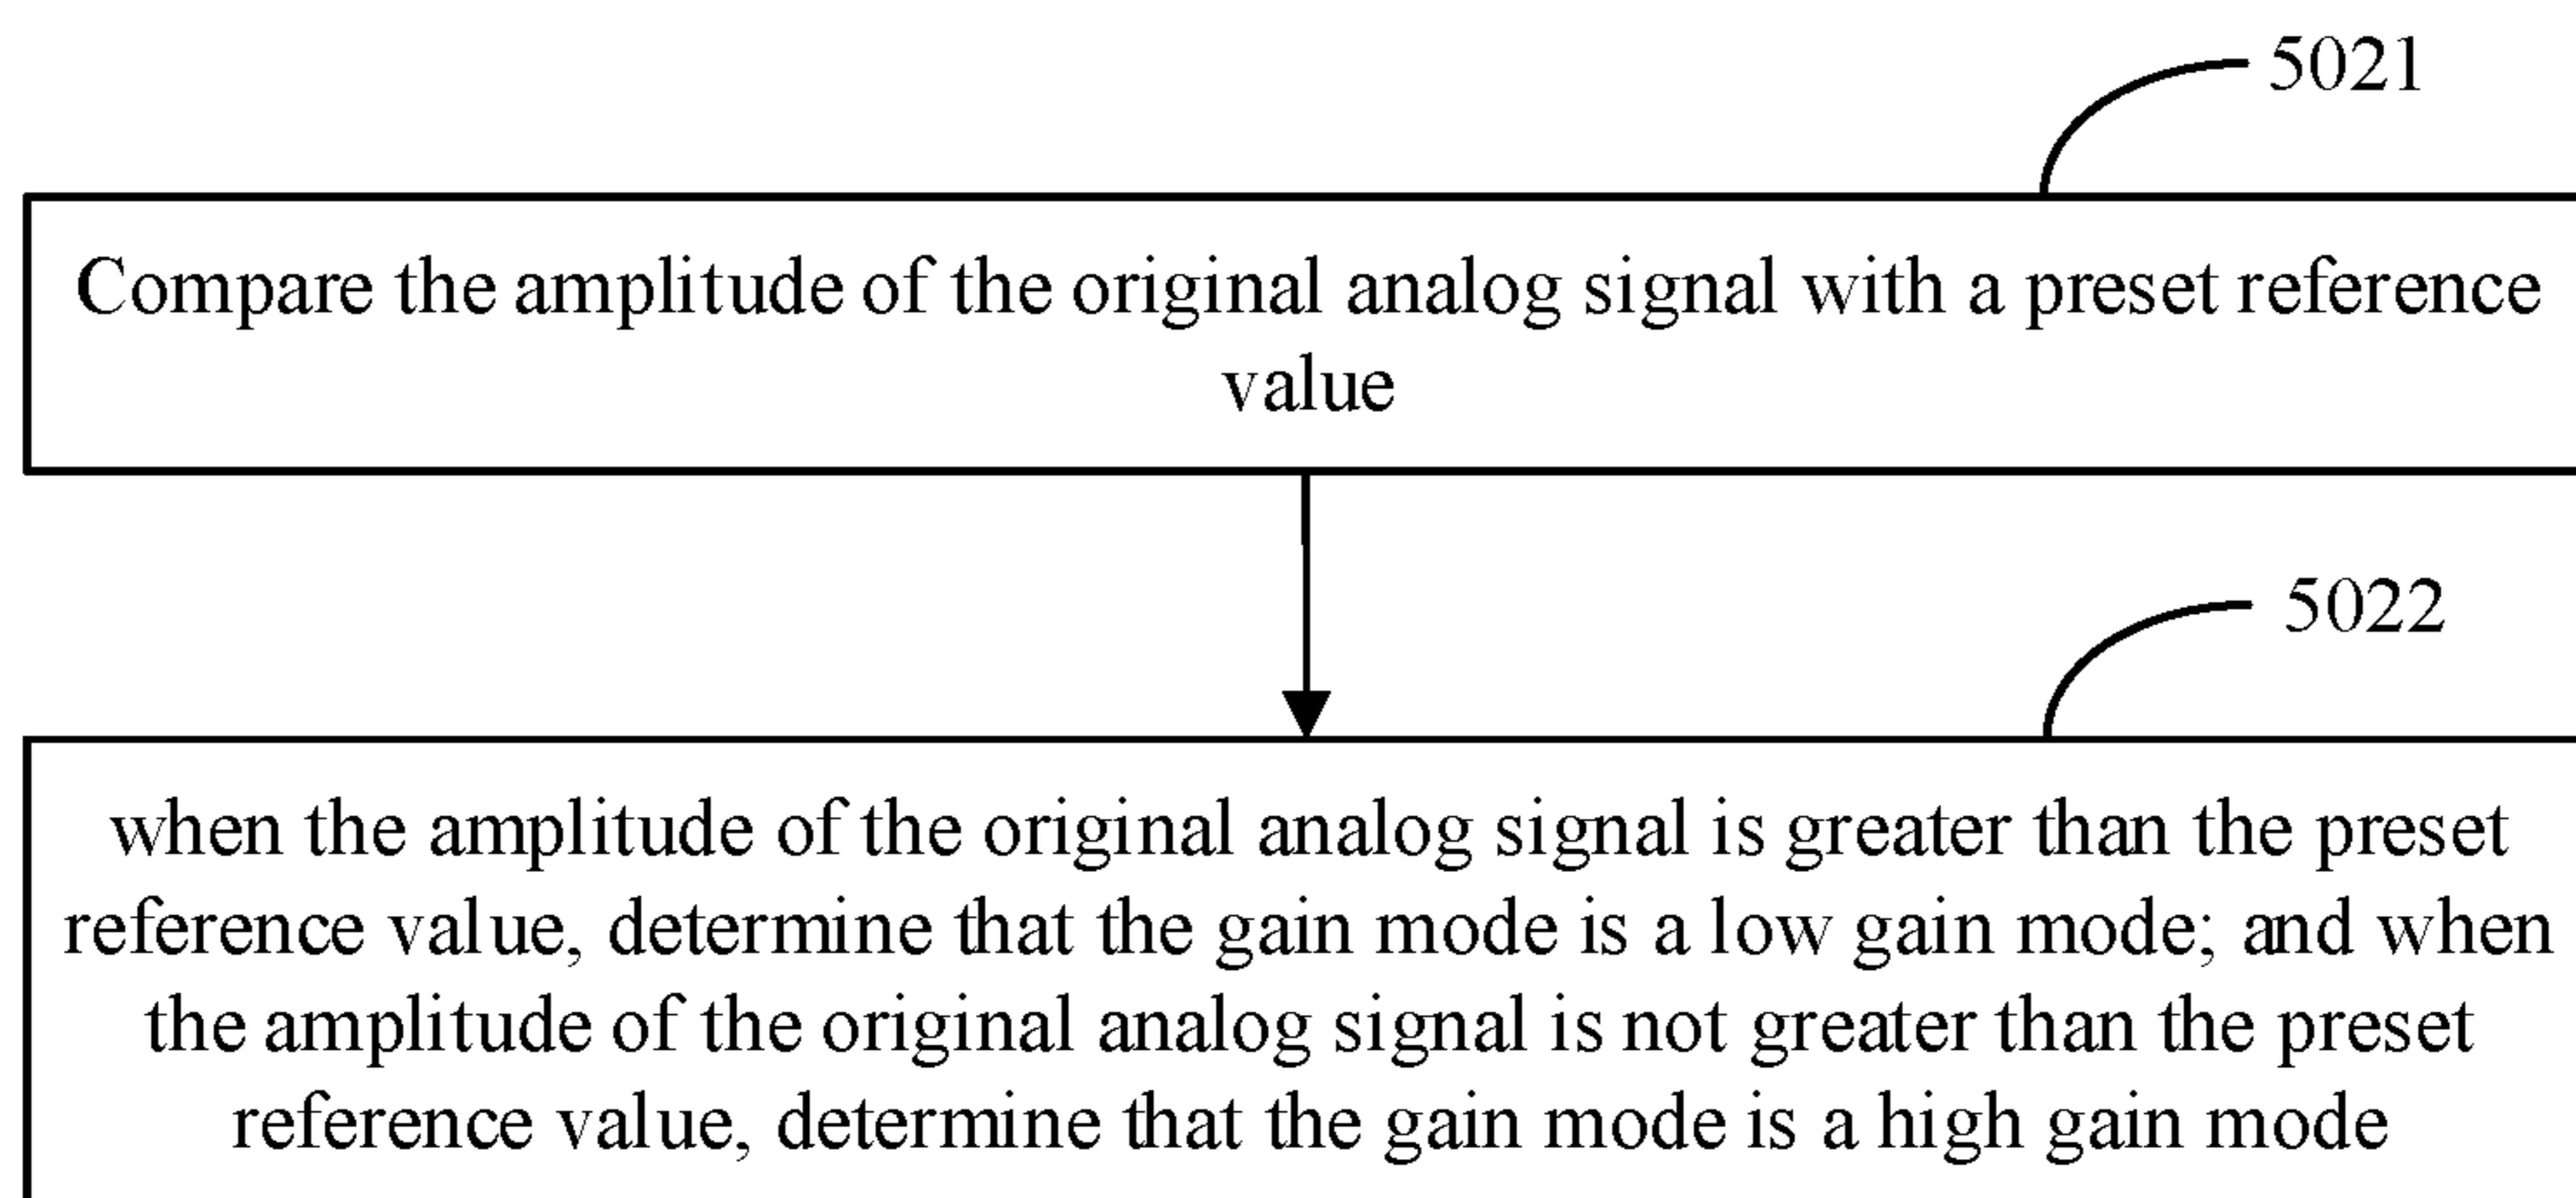 5021
Compare the amplitude of the original analog signal with a preset reference
value
5022
when the amplitude of the original analog signal is greater than the preset
reference value, determine that the gain mode is a low gain mode; and when
the amplitude of the original analog signal is not greater than the preset
reference value, determine that the gain mode is a high gain mode